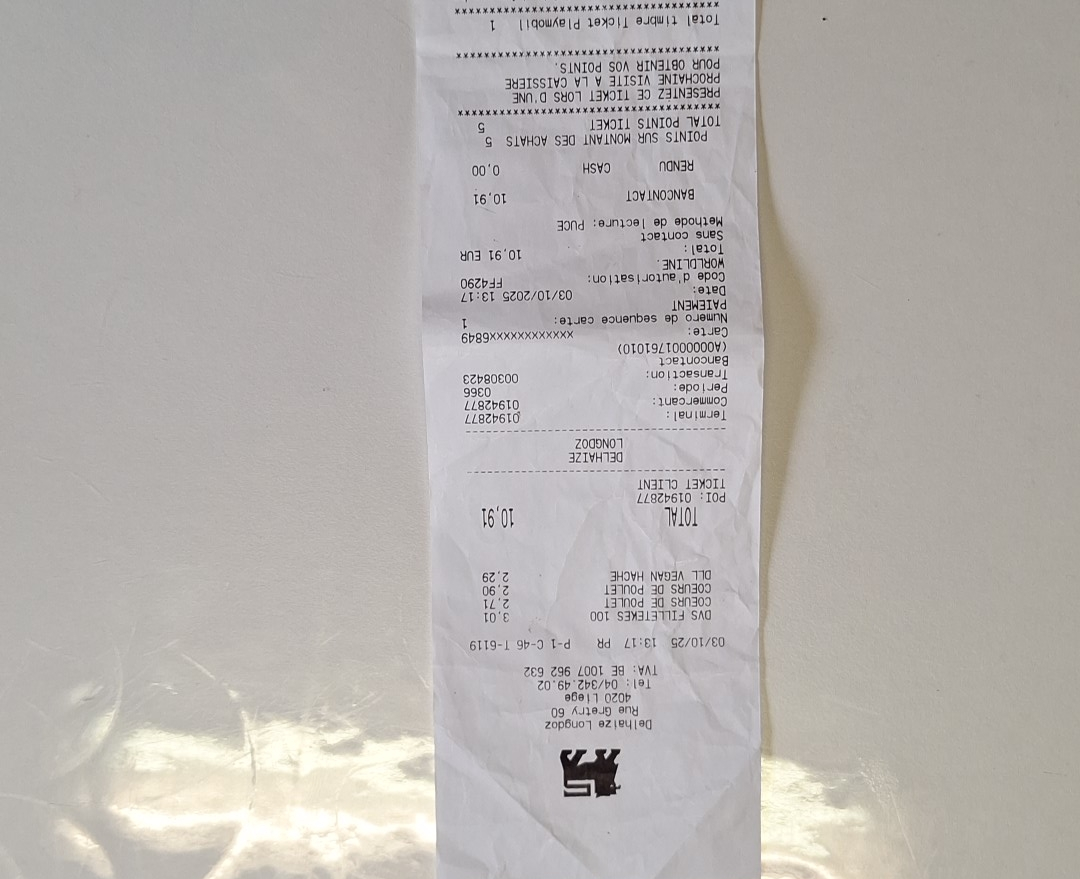 Delhaize Longdoz
Rue Gretry 60
4020 Liege
Tel: 04/342.49.02
TVA: BE 1007 962 632
03/10/25 13:17 PR P-1 C-46 T-6119
DVS FILLETEKES 100 3,01
COEURS DE POULET 2,71
COEURS DE POULET 2,90
DLL VEGAN HACHE 2,29
TOTAL 10,91
POI: 01942877
TICKET CLIENT
DELHAIZE
LONGDOZ
Terminal: 01942877
Commercant: 01942877
Periode: 0366
Transaction: 00308423
Bancontact
(A0000001761010)
Carte: xxxxxxxxxxxxx6849
Numero de sequence carte: 1
PAIEMENT
Date: 03/10/2025 13:17
Code d'autorisation: FF4290
WORLDLINE.
Total: 10,91 EUR
Sans contact
Methode de lecture: PUCE
BANCONTACT 10,91
RENDU CASH 0,00
POINTS SUR MONTANT DES ACHATS 5
TOTAL POINTS TICKET 5
PRESENTEZ CE TICKET LORS D'UNE
PROCHAINE VISITE A LA CAISSIERE
POUR OBTENIR VOS POINTS.
Total timbre Ticket Playmobil 1